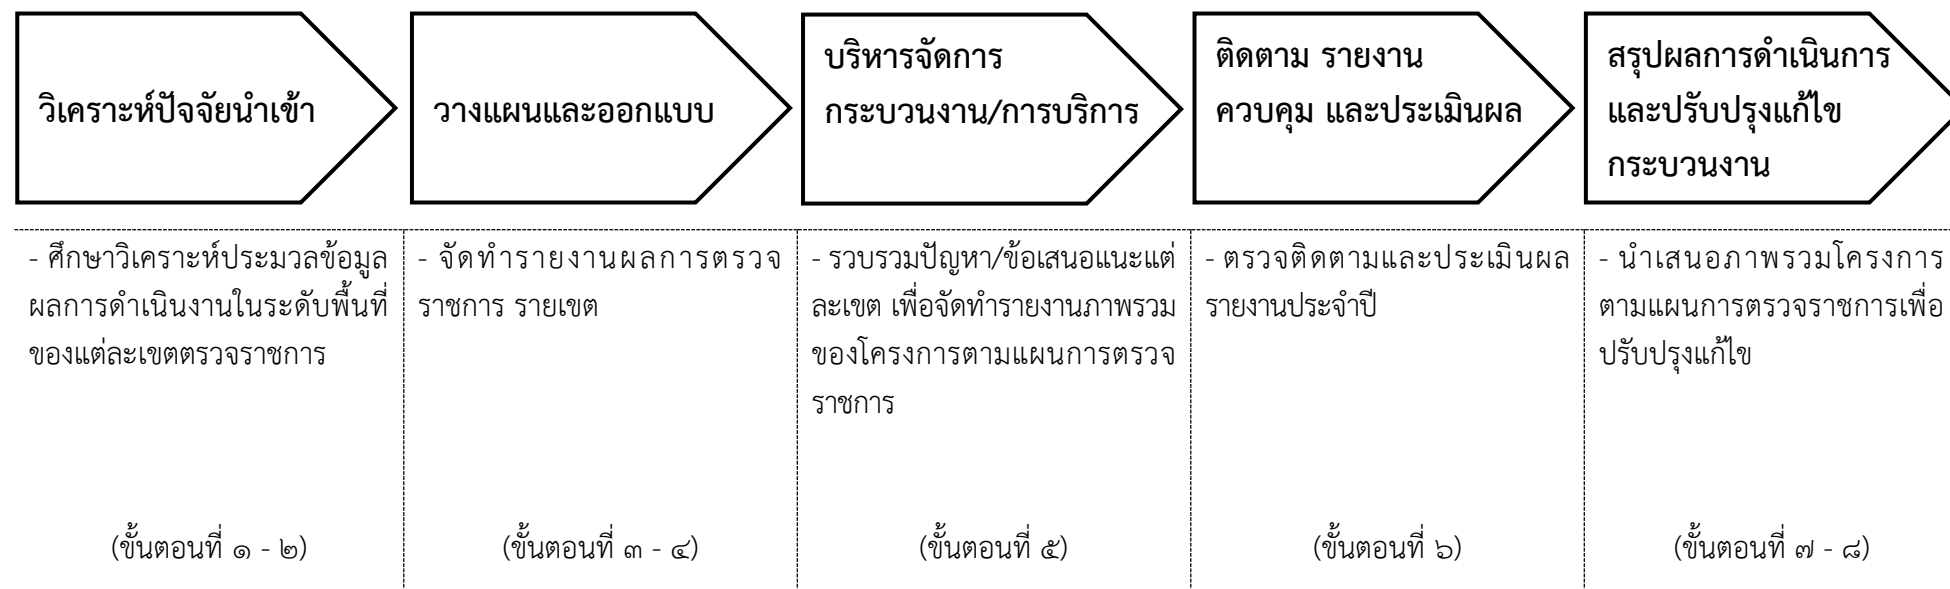 วิเคราะห์ปัจจัยนำเข้า
วางแผนและออกแบบ
บริหารจัดการ
กระบวนงาน/การบริการ
ติดตาม รายงาน
ควบคุม และประเมินผล
สรุปผลการดำเนินการ
และปรับปรุงแก้ไข
กระบวนงาน
- ศึกษาวิเคราะห์ประมวลข้อมูล
ผลการดำเนินงานในระดับพื้นที่
ของแต่ละเขตตรวจราชการ
(ขั้นตอนที่ ๑ - ๒)
- จัดทำรายงานผลการตรวจ
ราชการ รายเขต
(ขั้นตอนที่ ๓ - ๔)
- รวบรวมปัญหา/ข้อเสนอแนะแต่
ละเขต เพื่อจัดทำรายงานภาพรวม
ของโครงการตามแผนการตรวจ
ราชการ
(ขั้นตอนที่ ๕)
- ตรวจติดตามและประเมินผล
รายงานประจำปี
(ขั้นตอนที่ ๖)
- นำเสนอภาพรวมโครงการ
ตามแผนการตรวจราชการเพื่อ
ปรับปรุงแก้ไข
(ขั้นตอนที่ ๗ - ๘)